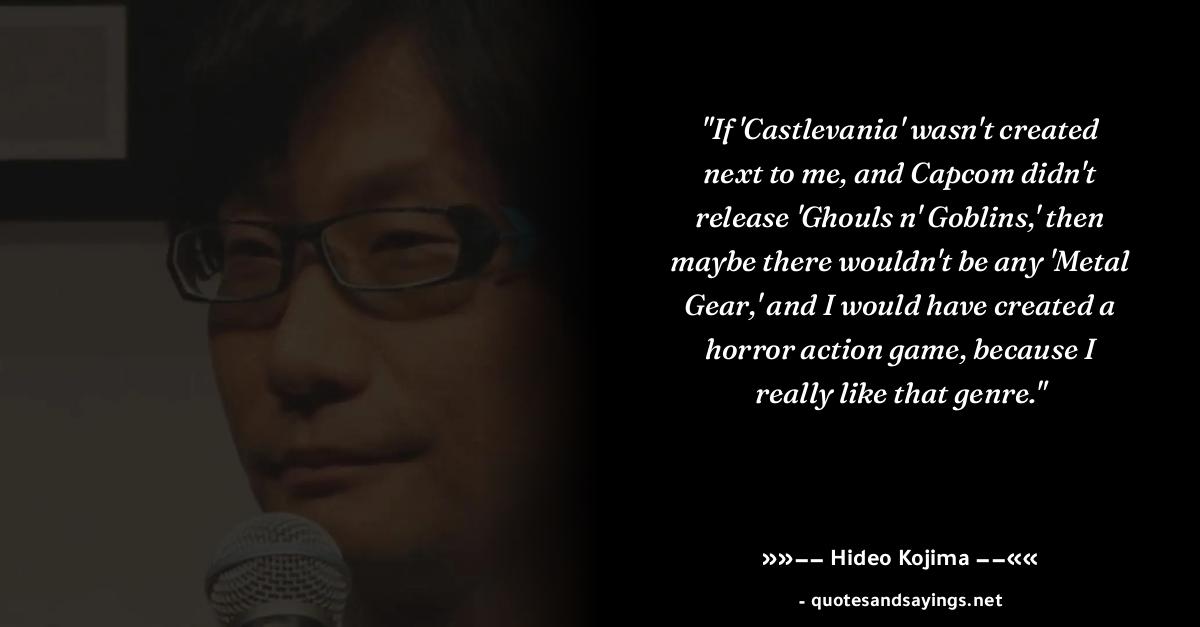 "If 'Castlevania' wasn't created
next to me, and Capcom didn't
release 'Ghouls n' Goblins,' then
maybe there wouldn't be any 'Metal
Gear,' and I would have created a
horror action game, because I
really like that genre."
»»−− Hideo Kojima −−««
- quotesandsayings.net